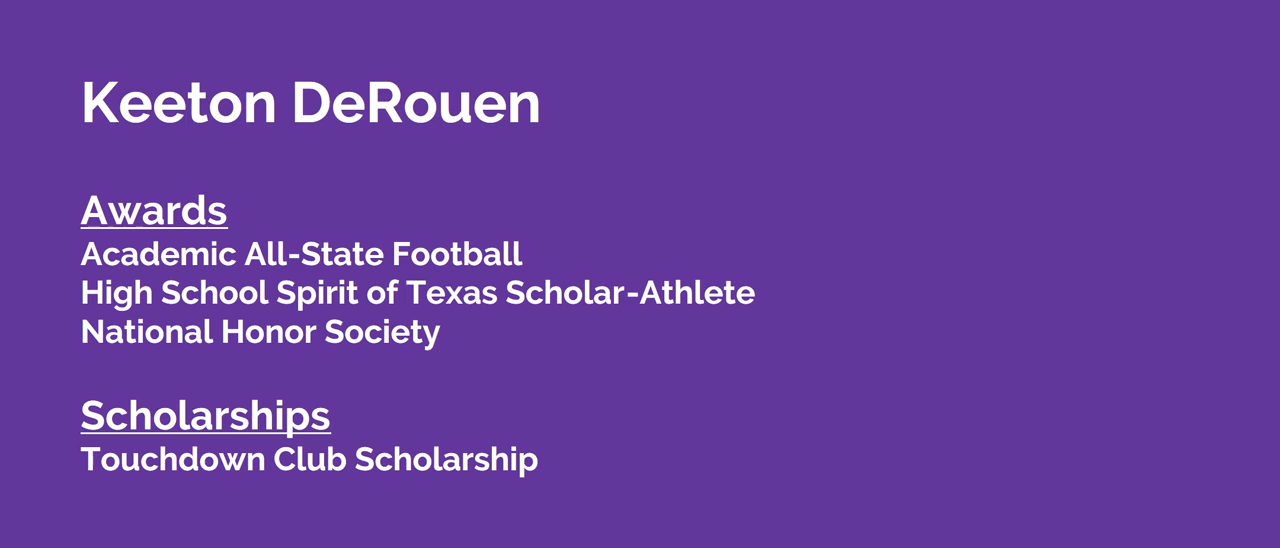 Keeton DeRouen
Awards
Academic All-State Football
High School Spirit of Texas Scholar-Athlete
National Honor Society
Scholarships
Touchdown Club Scholarship